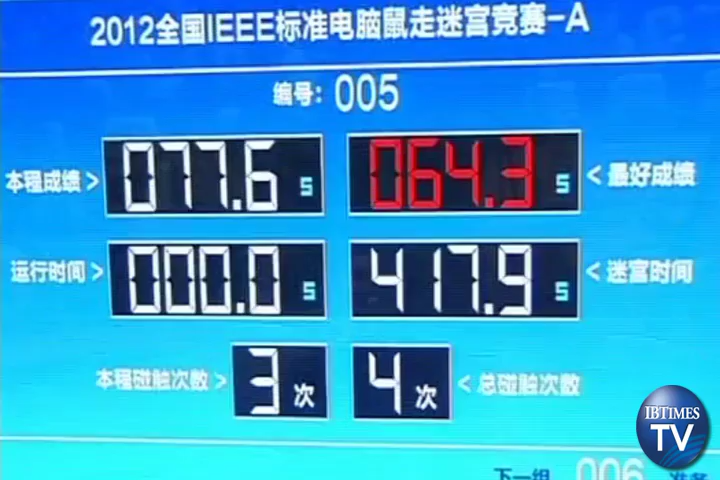 2012全国IEEE标准电脑鼠走迷宫竞赛-A
编号: 005
本程成绩> 077.6 s 064.3 s <最好成绩
运行时间> 000.0 s 417.9 s <迷宫时间
本程碰触次数> 3次 4次 <总碰触次数
下一组 006 准备
IBTIMES
TV